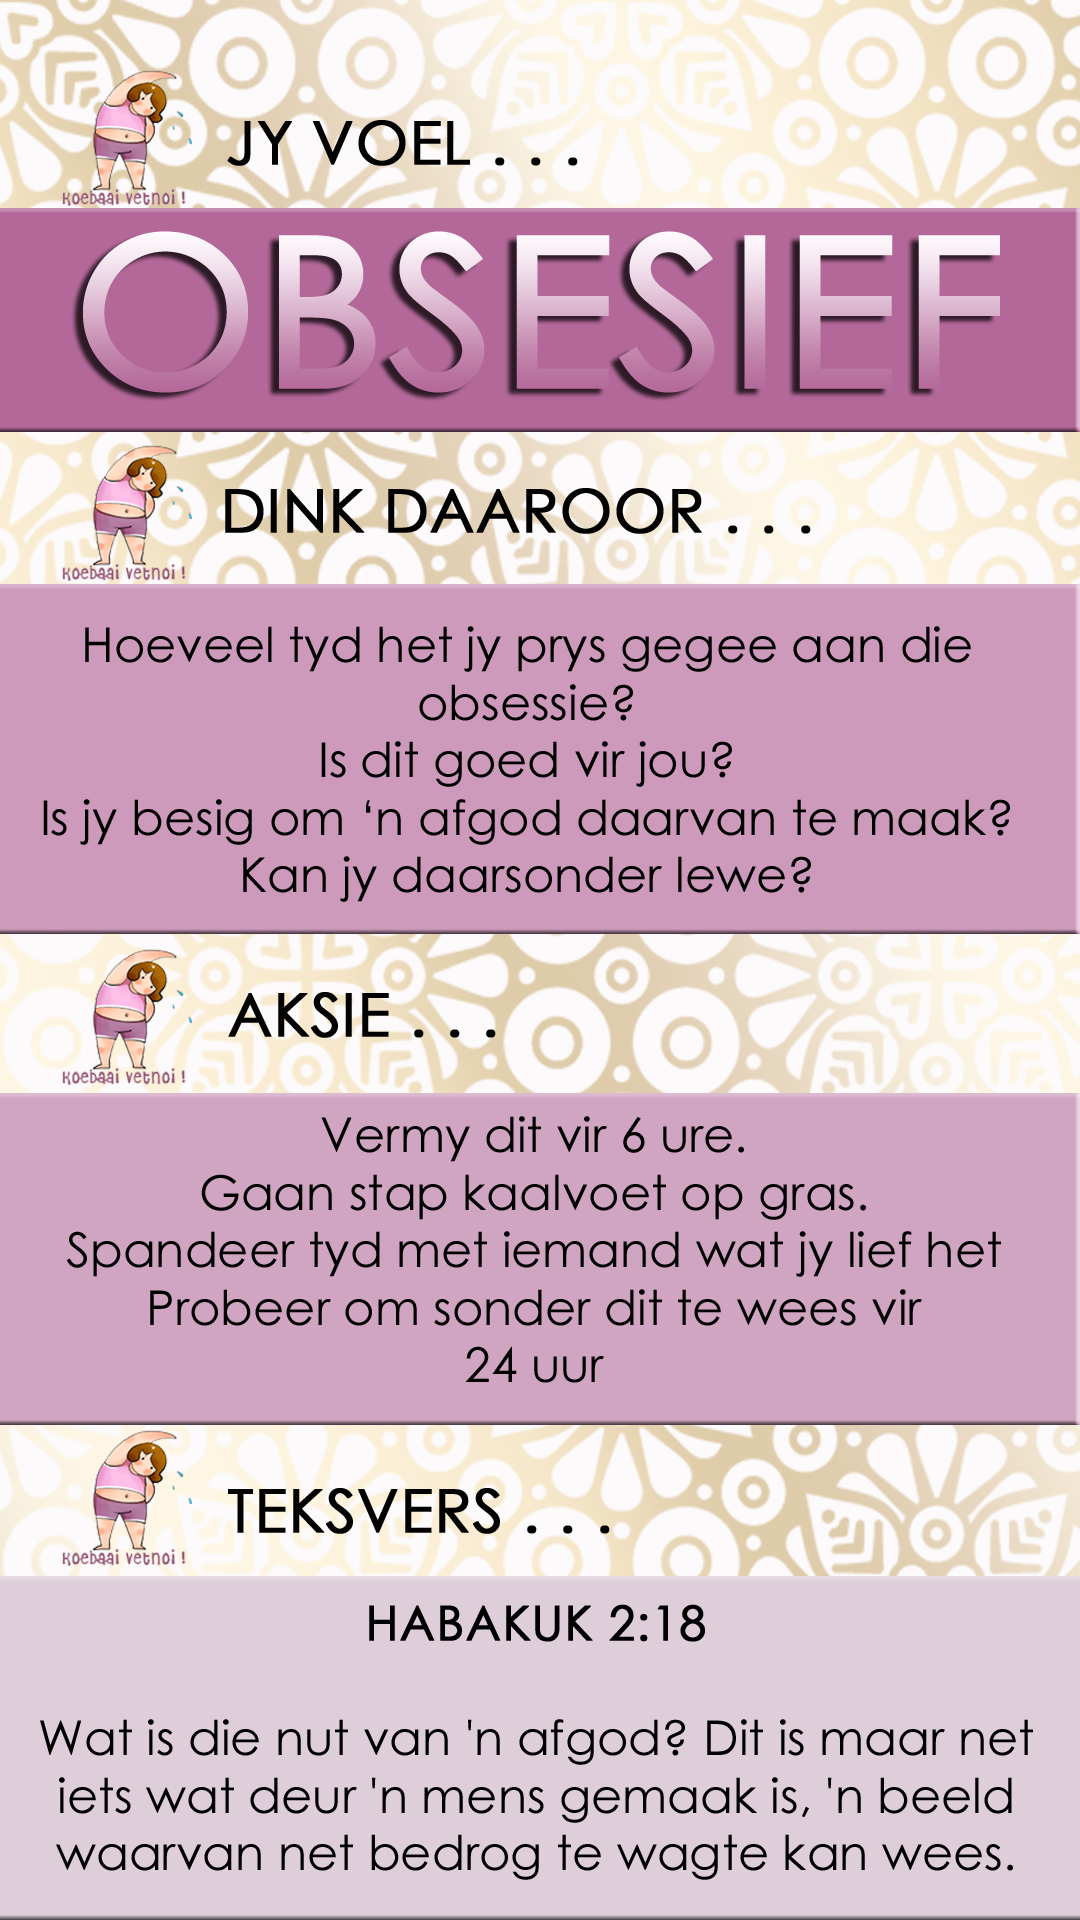 JY VOEL . . .
koebaai vetnoi !
OBSESIEF
DINK DAAROOR . . .
koebaai vetnoi !
Hoeveel tyd het jy prys gegee aan die
obsessie?
Is dit goed vir jou?
Is jy besig om ‘n afgod daarvan te maak?
Kan jy daarsonder lewe?
AKSIE . . .
koebaai vetnoi !
Vermy dit vir 6 ure.
Gaan stap kaalvoet op gras.
Spandeer tyd met iemand wat jy lief het
Probeer om sonder dit te wees vir
24 uur
TEKSVERS . . .
koebaai vetnoi !
HABAKUK 2:18
Wat is die nut van 'n afgod? Dit is maar net
iets wat deur 'n mens gemaak is, 'n beeld
waarvan net bedrog te wagte kan wees.